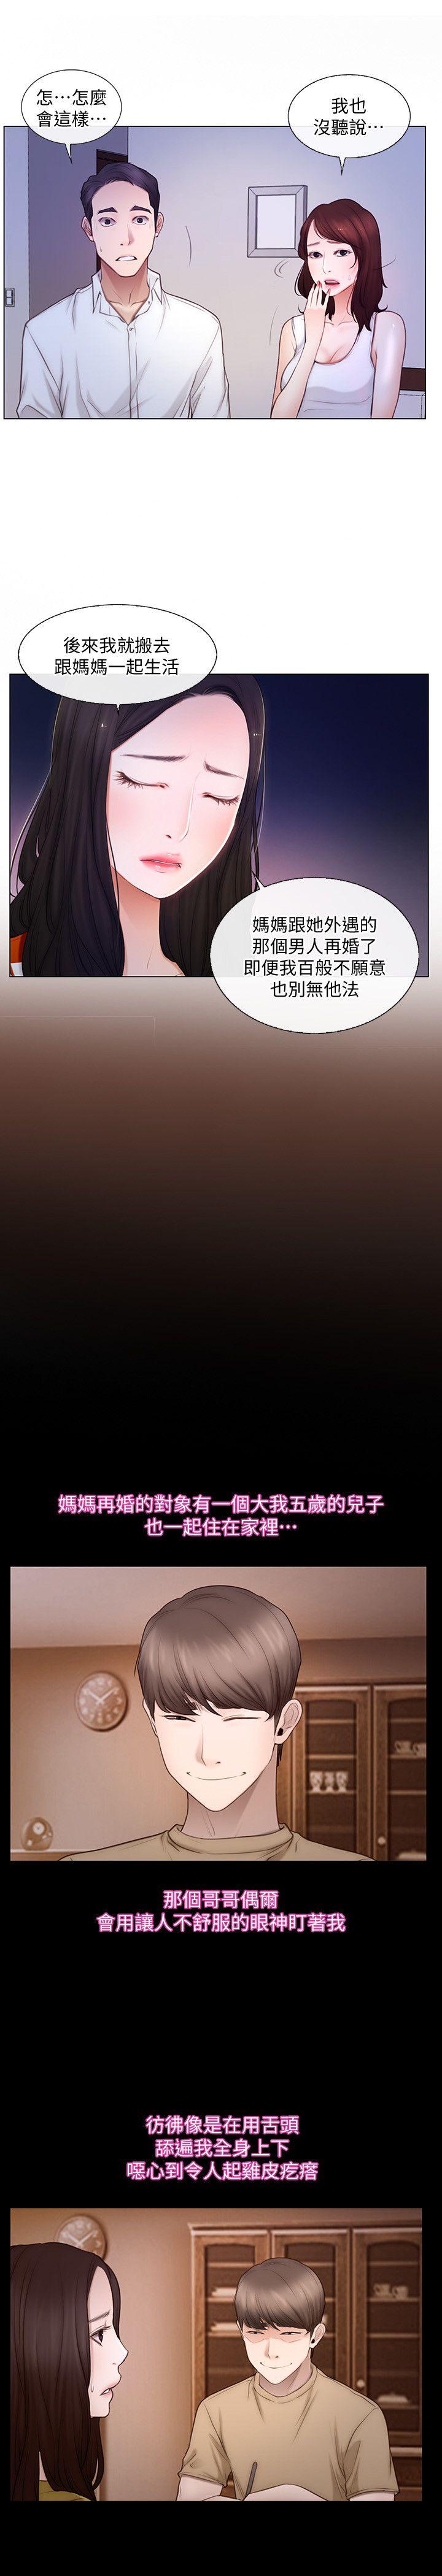 怎…怎麼
會這樣…
我也
沒聽說…
後來我就搬去
跟媽媽一起生活
媽媽跟她外遇的
那個男人再婚了
即便我百般不願意
也別無他法
媽媽再婚的對象有一個大我五歲的兒子
也一起住在家裡…
那個哥哥偶爾
會用讓人不舒服的眼神盯著我
彷彿像是在用舌頭
舔遍我全身上下
噁心到令人起雞皮疙瘩